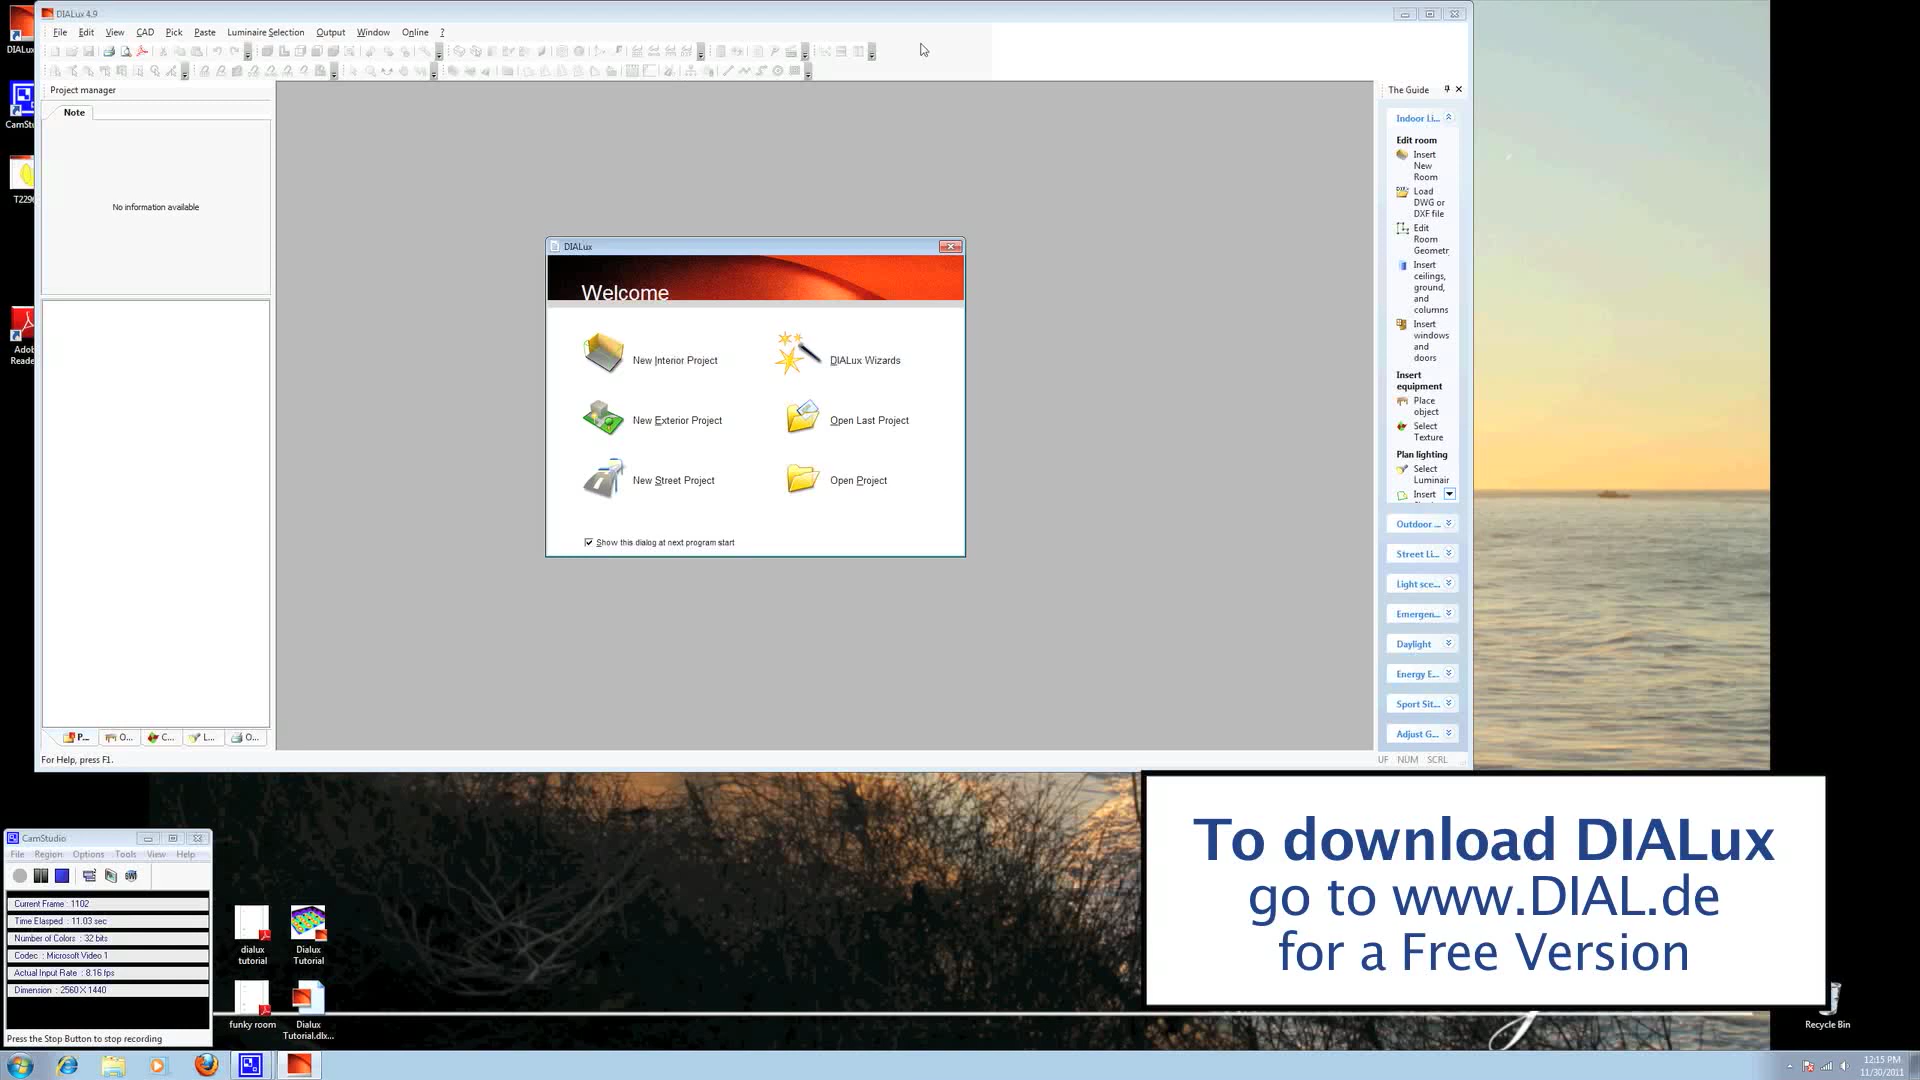 DIALux 4.9
File Edit View CAD Pick Paste Luminaire Selection Output Window Online ?
Project manager
Note
No information available
P... O... C... L... O...
For Help, press F1.
UF NUM SCRL
DIALux
Welcome
New Interior Project
DIALux Wizards
New Exterior Project
Open Last Project
New Street Project
Open Project
Show this dialog at next program start
The Guide
Indoor Li...
Edit room
Insert
New
Room
Load
DWG or
DXF file
Edit
Room
Geometr
Insert
ceilings,
ground,
and
columns
Insert
windows
and
doors
Insert
equipment
Place
object
Select
Texture
Plan lighting
Select
Luminair
Insert
Outdoor ...
Street Li...
Light sce...
Emergen...
Daylight
Energy E...
Sport Sit...
Adjust G...
DIALux
CamStu
T229
Adob
Reade
CamStudio
File Region Options Tools View Help
Current Frame : 1102
Time Elasped : 11.03 sec
Number of Colors : 32 bits
Codec : Microsoft Video 1
Actual Input Rate : 8.16 fps
Dimension : 2560 X 1440
Press the Stop Button to stop recording
dialux
tutorial
Dialux
Tutorial
funky room
Dialux
Tutorial.dlx...
To download DIALux
go to www.DIAL.de
for a Free Version
Recycle Bin
12:15 PM
11/30/2011